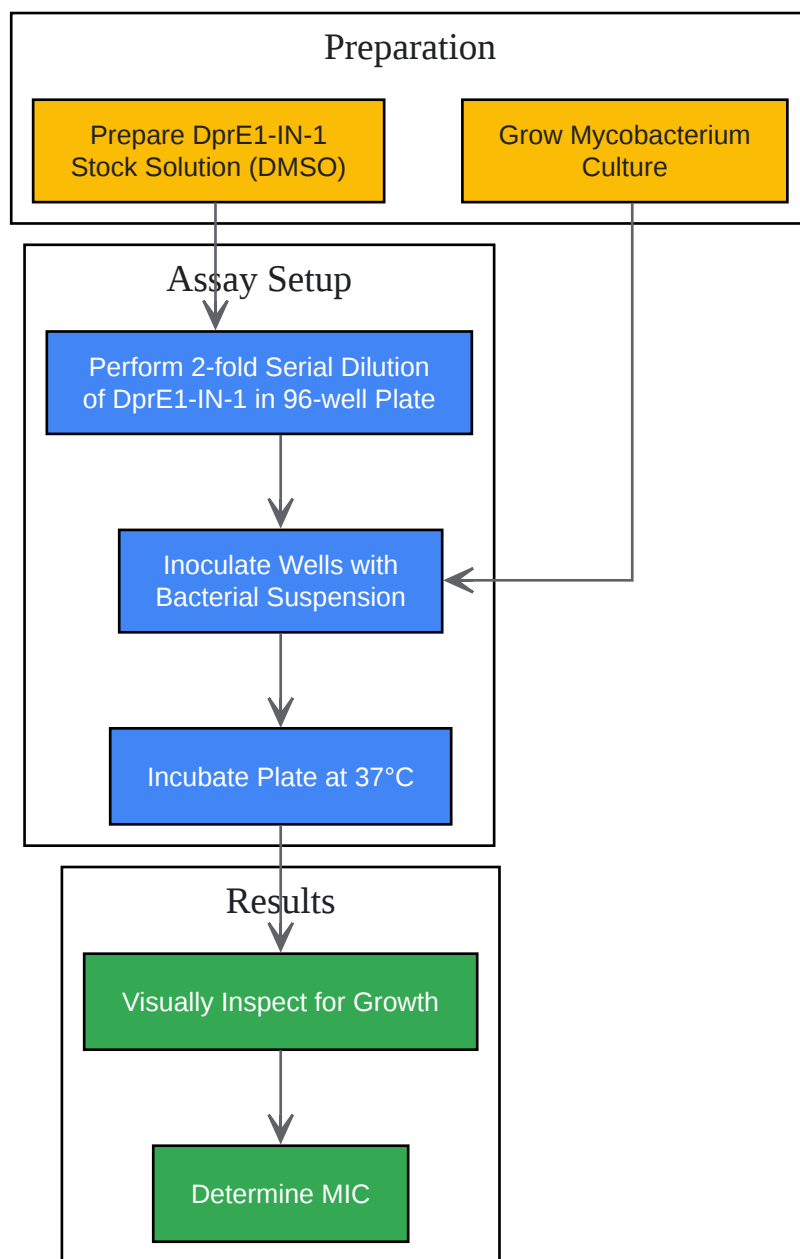 Preparation
Prepare DprE1-IN-1
Stock Solution (DMSO)
Grow Mycobacterium
Culture
Assay Setup
Perform 2-fold Serial Dilution
of DprE1-IN-1 in 96-well Plate
Inoculate Wells with
Bacterial Suspension
Incubate Plate at 37°C
Results
Visually Inspect for Growth
Determine MIC